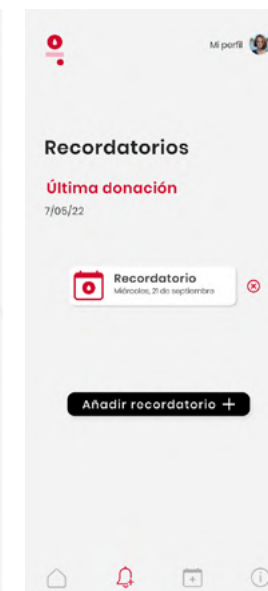 Mi perfil
Recordatorios
Última donación
7/05/22
Recordatorio
Miércoles, 21 de septiembre
Añadir recordatorio +